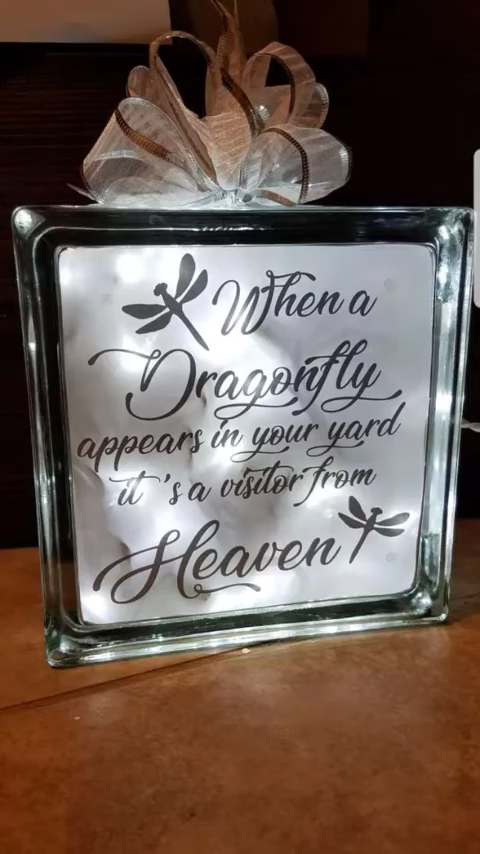 When a
Dragonfly
appears in your yard
it 's a visitor from
Heaven